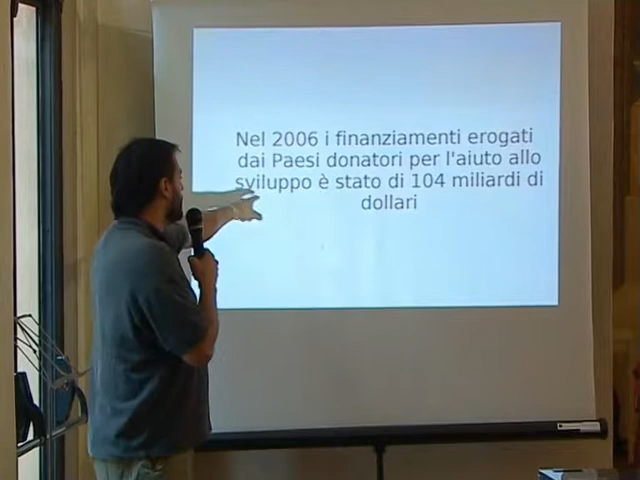 Nel 2006 i finanziamenti erogati
dai Paesi donatori per l'aiuto allo
sviluppo è stato di 104 miliardi di
dollari